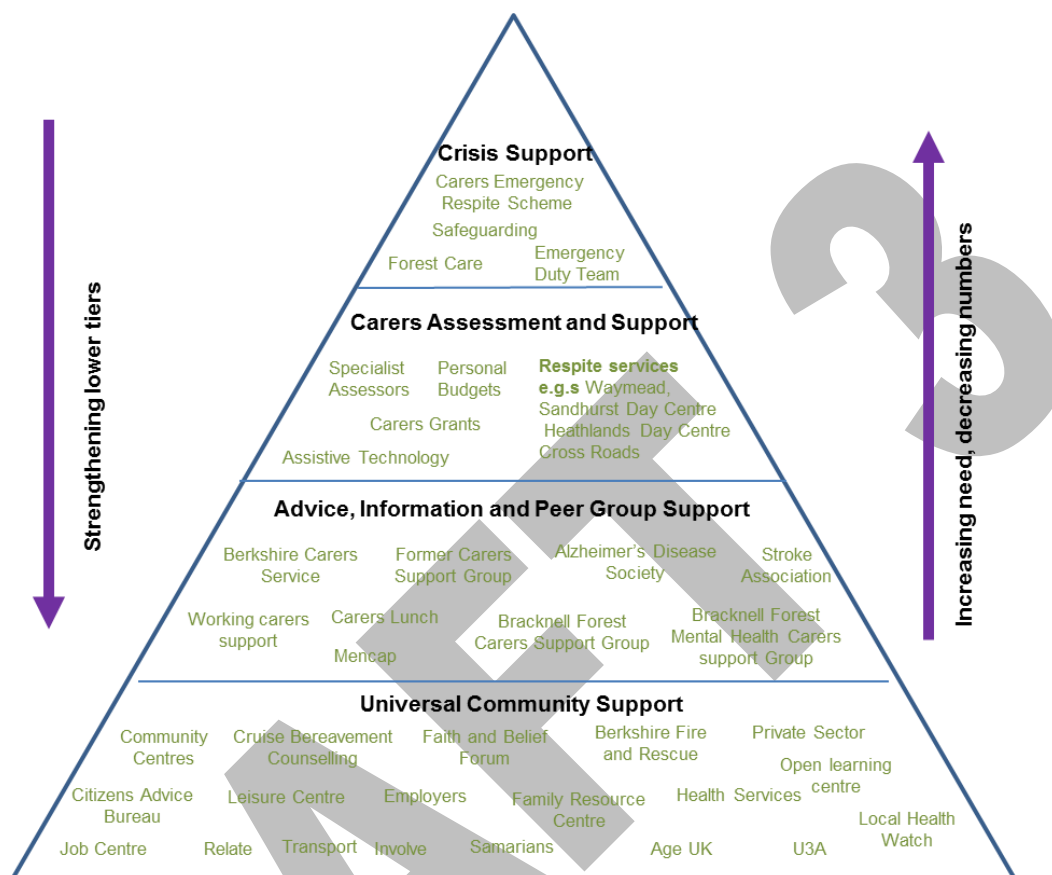 Crisis Support
Carers Emergency
Respite Scheme
Safeguarding
Forest Care
Emergency
Duty Team
Strengthening lower tiers
Increasing need, decreasing numbers
Carers Assessment and Support
Specialist
Assessors
Personal
Budgets
Respite services
e.g.s Waymead,
Sandhurst Day Centre
Heathlands Day Centre
Cross Roads
Carers Grants
Assistive Technology
Advice, Information and Peer Group Support
Berkshire Carers
Service
Former Carers
Support Group
Alzheimer's Disease
Society
Stroke
Association
Working carers
support
Carers Lunch
Mencap
Bracknell Forest
Carers Support Group
Bracknell Forest
Mental Health Carers
support Group
Universal Community Support
Community
Centres
Cruise Bereavement
Counselling
Faith and Belief
Forum
Berkshire Fire
and Rescue
Private Sector
Open learning
centre
Citizens Advice
Bureau
Leisure Centre
Employers
Family Resource
Centre
Health Services
Local Health
Watch
Job Centre
Relate
Transport
Involve
Samarians
Age UK
U3A
AFT 3